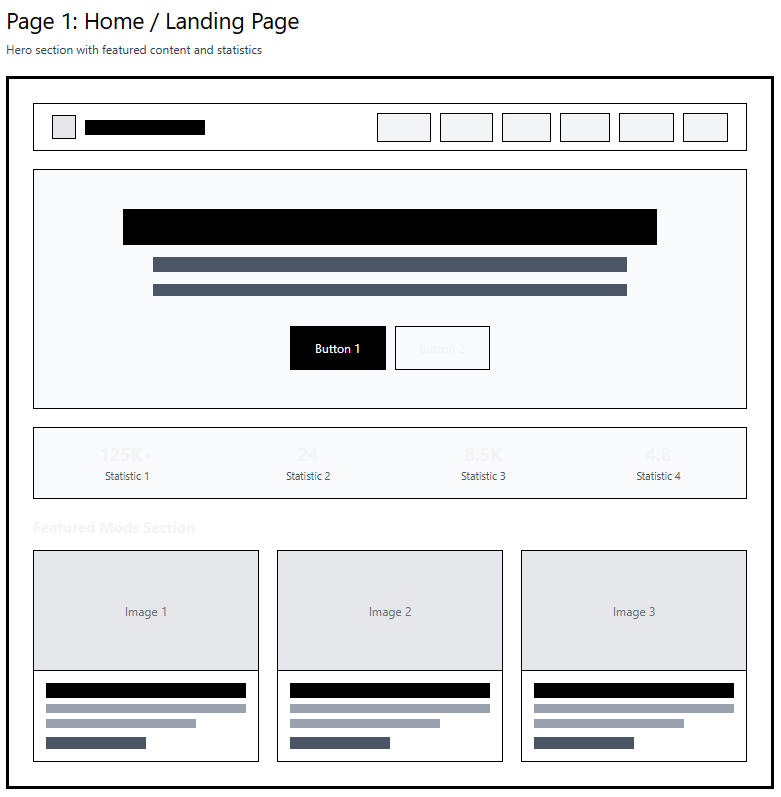 Page 1: Home / Landing Page
Hero section with featured content and statistics
Button 1 Button 2
125K+ 24 8.5K 4.8
Statistic 1 Statistic 2 Statistic 3 Statistic 4
Featured Mods Section
Image 1 Image 2 Image 3